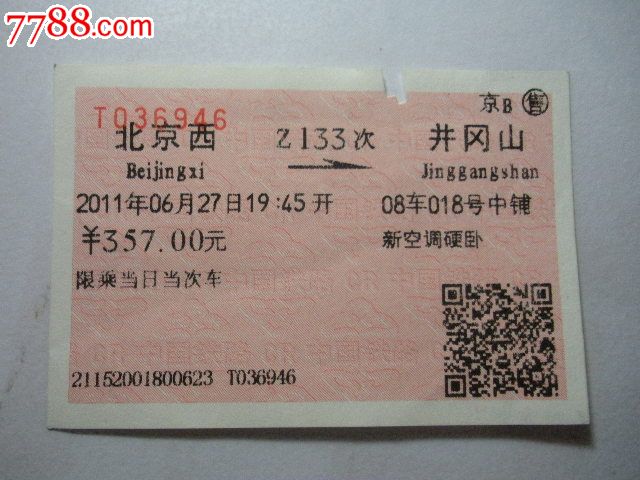 7788.com
T036946
京B 售
北京西 Z133次 井冈山
Beijingxi Jinggangshan
2011年06月27日19:45开 08车018号中铺
¥357.00元 新空调硬卧
限乘当日当次车
21152001800623 T036946